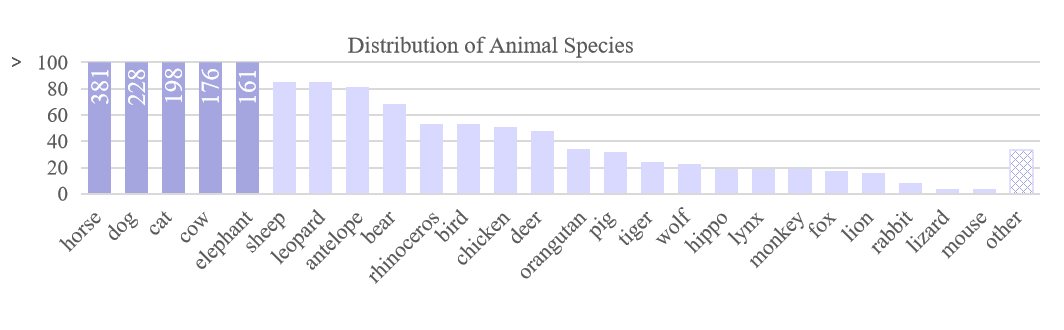 Distribution of Animal Species
> 100
80
60
40
20
0
381
228
198
176
161
horse
dog
cat
cow
elephant
sheep
leopard
antelope
bear
rhinoceros
bird
chicken
deer
orangutan
pig
tiger
wolf
hippo
lynx
monkey
fox
lion
rabbit
lizard
mouse
other